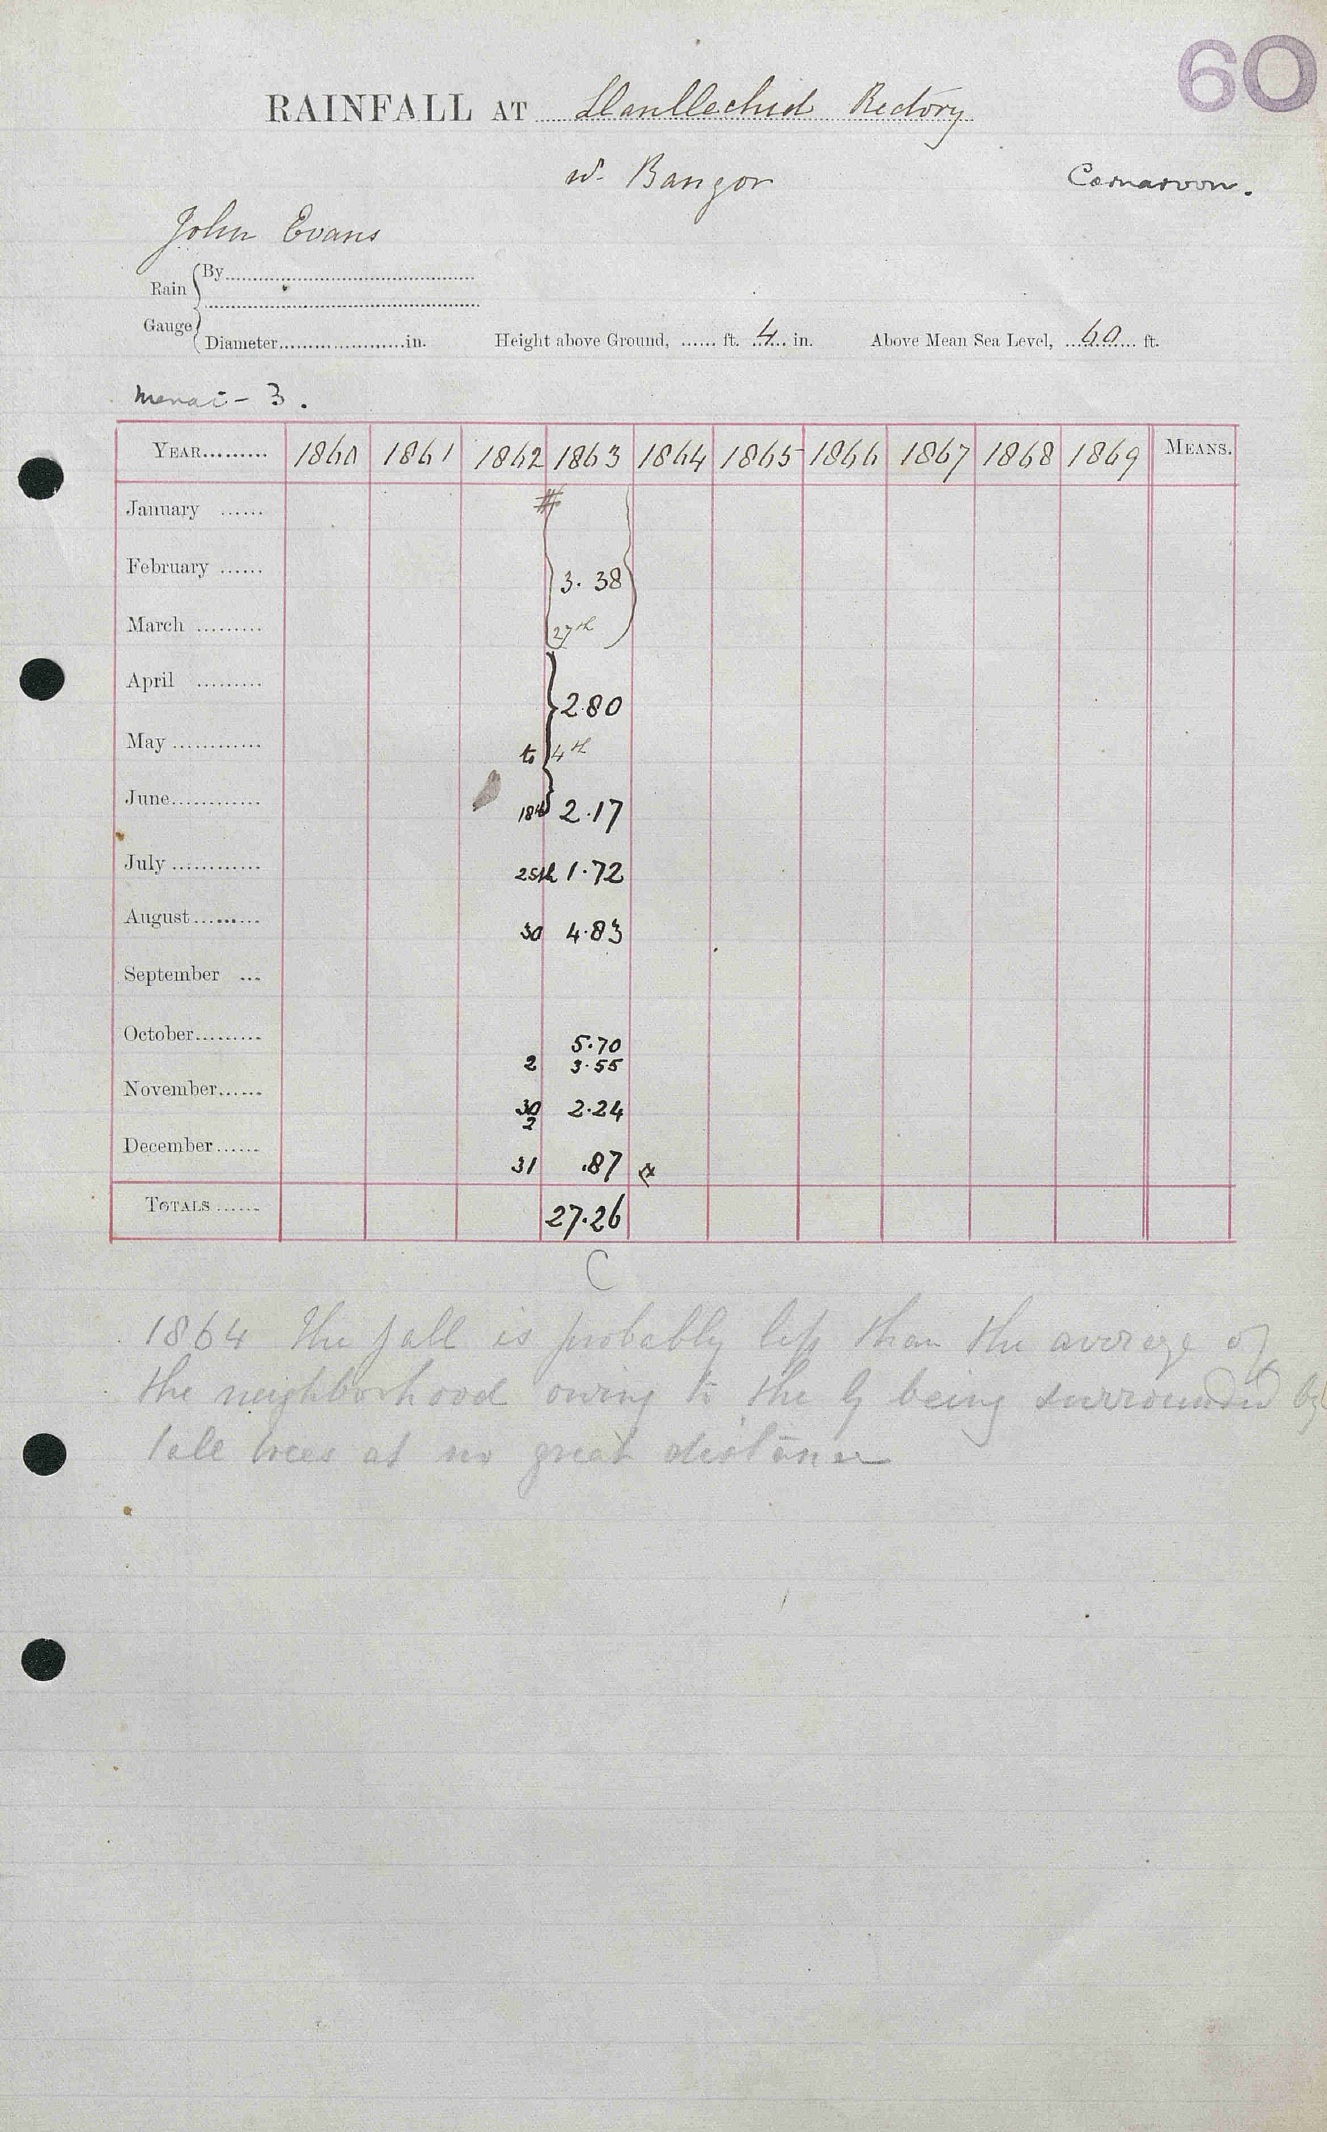 60
RAINFALL AT Llanllechid Rectory
nr. Bangor Carnarvon.
John Evans
Rain Gauge
By
Diameter in. Height above Ground, ft. 4 in. Above Mean Sea Level, 60 ft.
Menai - 3.
YEAR 1860 1861 1862 1863 1864 1865 1866 1867 1868 1869 MEANS.
January
February 3.38
March 27th
April 2.80
May to 4th
June 18th 2.17
July 25th 1.72
August 30 4.83
September
October 5.70
2 3.55
November
30 2.24
2
December
31 .87
TOTALS 27.26
C
1864 The fall is probably less than the average of
the neighborhood owing to the G being surrounded by
tall trees at no great distance